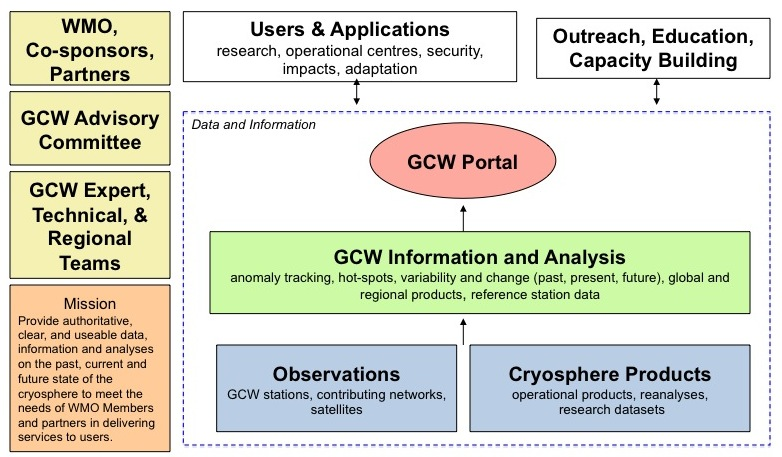 WMO,
Co-sponsors,
Partners
GCW Advisory
Committee
GCW Expert,
Technical, &
Regional
Teams
Mission
Provide authoritative,
clear, and useable data,
information and analyses
on the past, current and
future state of the
cryosphere to meet the
needs of WMO Members
and partners in delivering
services to users.
Users & Applications
research, operational centres, security,
impacts, adaptation
Outreach, Education,
Capacity Building
Data and Information
GCW Portal
GCW Information and Analysis
anomaly tracking, hot-spots, variability and change (past, present, future), global and
regional products, reference station data
Observations
GCW stations, contributing networks,
satellites
Cryosphere Products
operational products, reanalyses,
research datasets